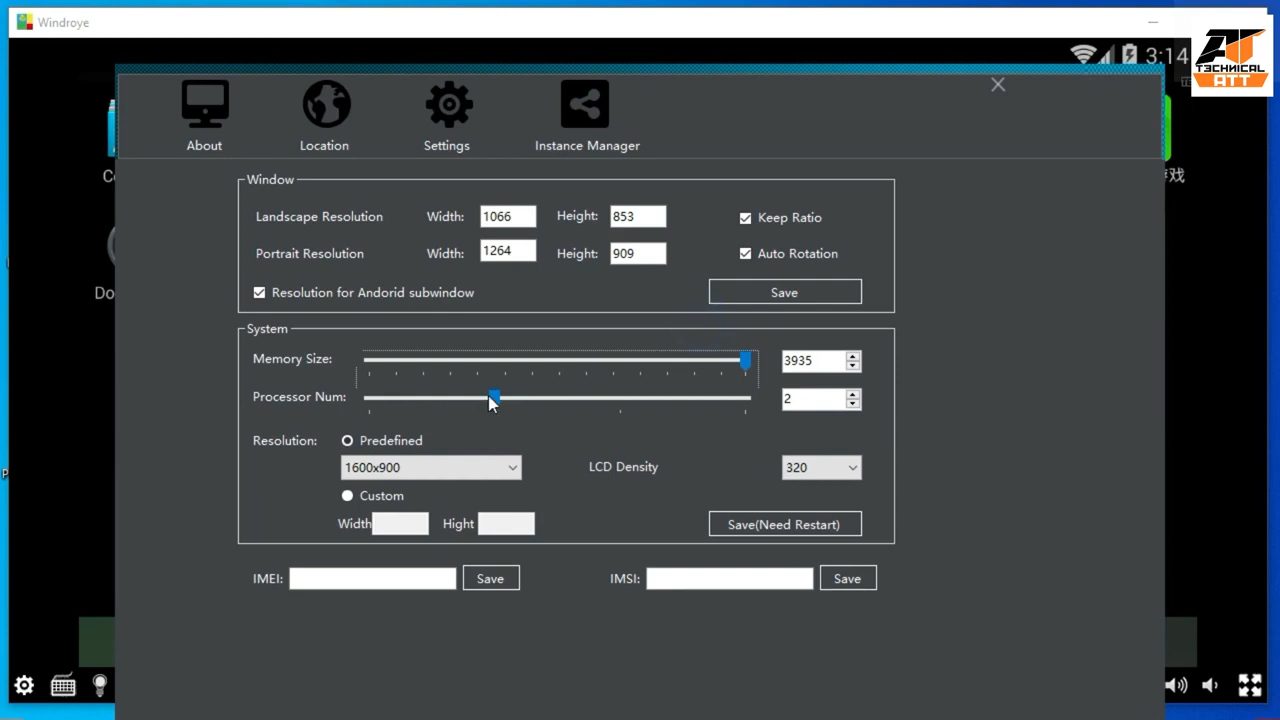 Windroye
3:14
TECHNICAL
ATT
About
Location
Settings
Instance Manager
戏
Window
Landscape Resolution Width: 1066 Height: 853 Keep Ratio
Portrait Resolution Width: 1264 Height: 909 Auto Rotation
Resolution for Andorid subwindow Save
System
Memory Size: 3935
Processor Num: 2
Resolution: Predefined
1600x900 LCD Density 320
Custom
Width Hight Save(Need Restart)
IMEI: Save IMSI: Save